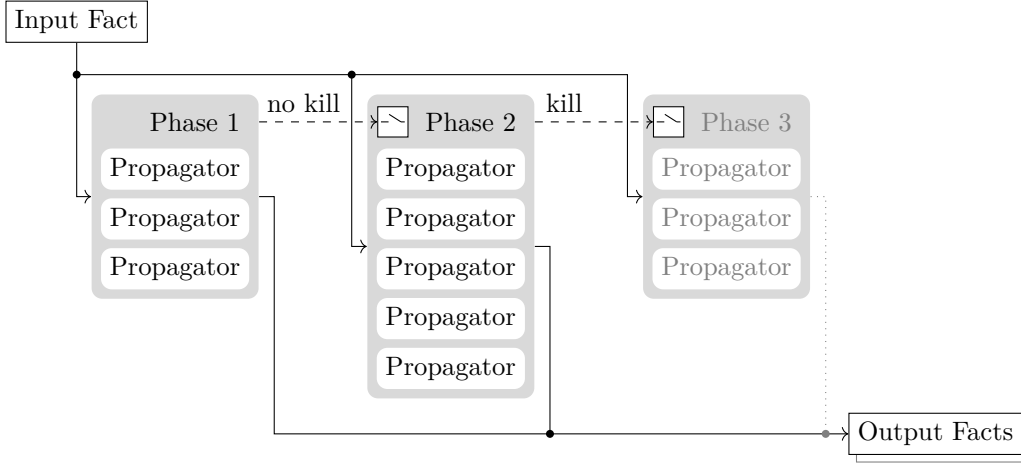 Input Fact
no kill
kill
Phase 1
Phase 2
Phase 3
Propagator
Propagator
Propagator
Propagator
Propagator
Propagator
Propagator
Propagator
Propagator
Propagator
Propagator
Output Facts